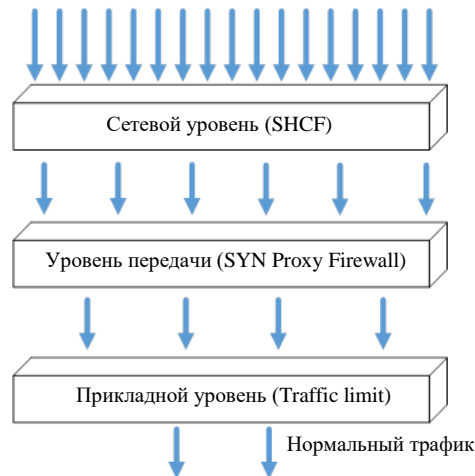 Сетевой уровень (SHCF)
Уровень передачи (SYN Proxy Firewall)
Прикладной уровень (Traffic limit)
Нормальный трафик